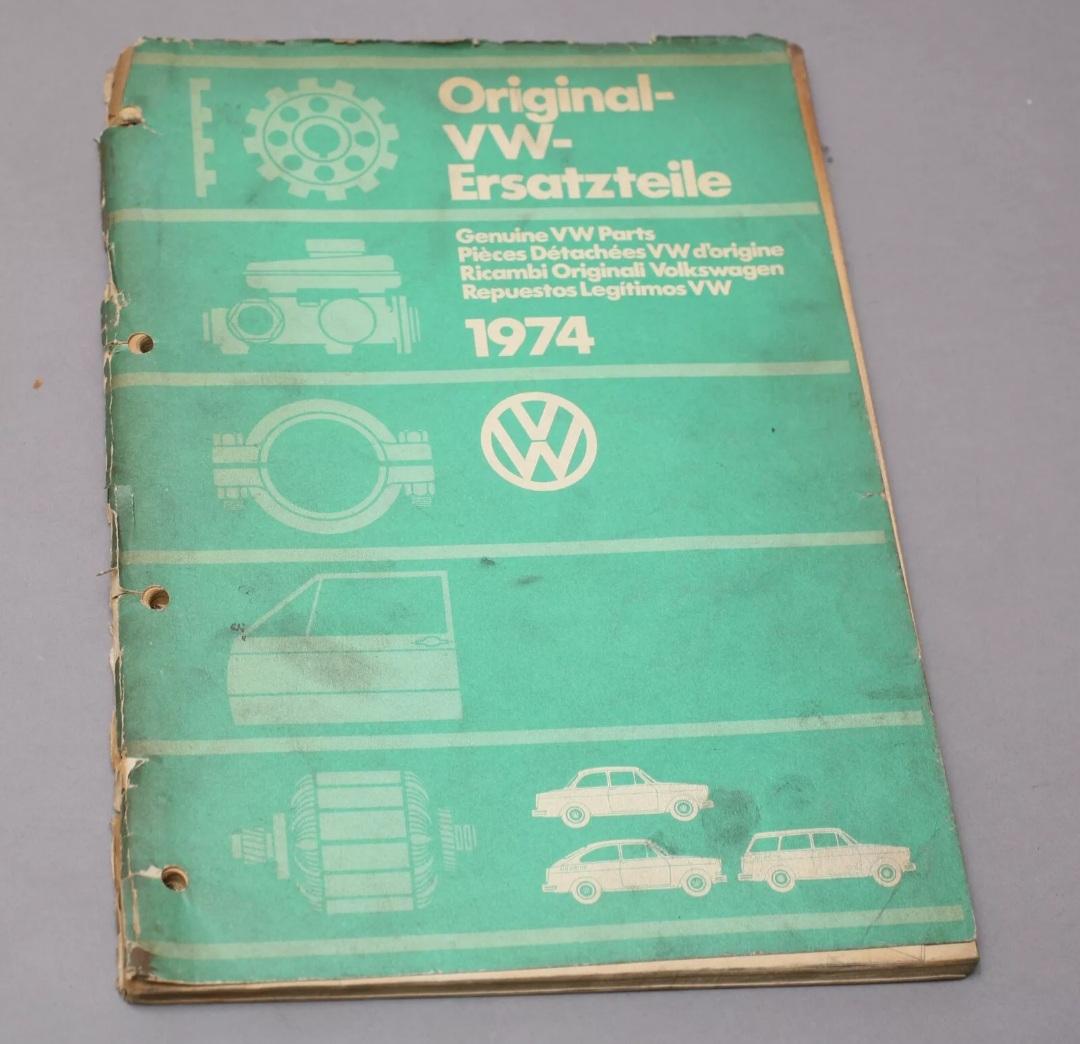 Original-
VW-
Ersatzteile
Genuine VW Parts
Pièces Détachées VW d'origine
Ricambi Originali Volkswagen
Repuestos Legítimos VW
1974
VW